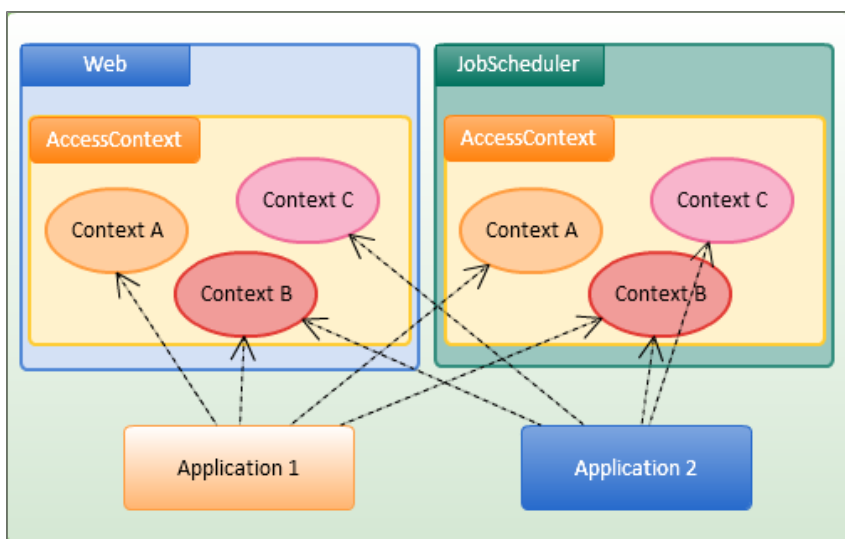 Web
JobScheduler
AccessContext
AccessContext
Context C
Context C
Context A
Context A
Context B
Context B
Application 1
Application 2